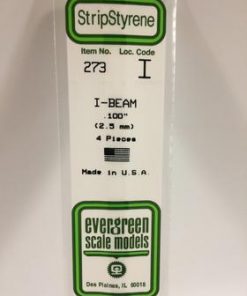 StripStyrene
Item No. Loc. Code
273 I
I-BEAM
.100"
(2.5 mm)
4 Pieces
Made in U.S.A.
evergreen
scale models
Des Plaines, IL 60018